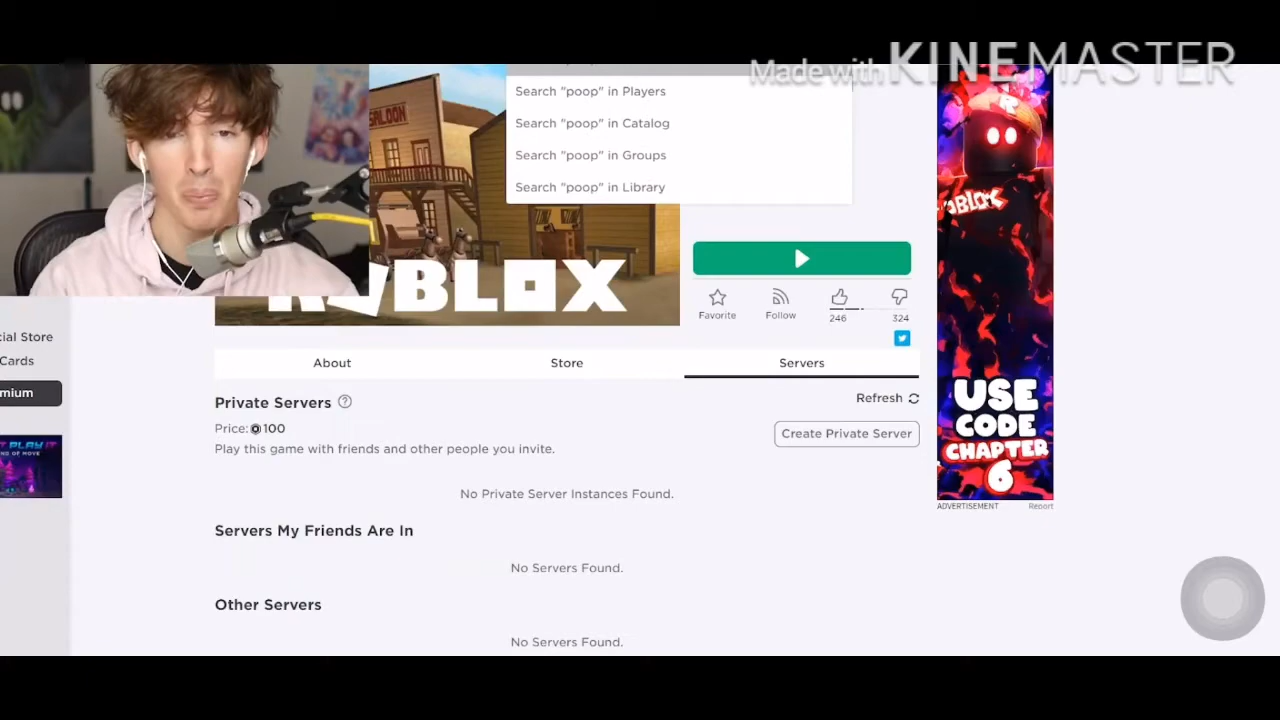 Made with KINEMASTER
Search "poop" in Players
Search "poop" in Catalog
Search "poop" in Groups
Search "poop" in Library
SALOON
BLOX
Favorite
Follow
246
324
cial Store
Cards
mium
About
Store
Servers
Private Servers
Refresh
Price: 100
Create Private Server
Play this game with friends and other people you invite.
No Private Server Instances Found.
Servers My Friends Are In
No Servers Found.
Other Servers
No Servers Found.
ROBLOX
USE
CODE
CHAPTER
6
ADVERTISEMENT
Report